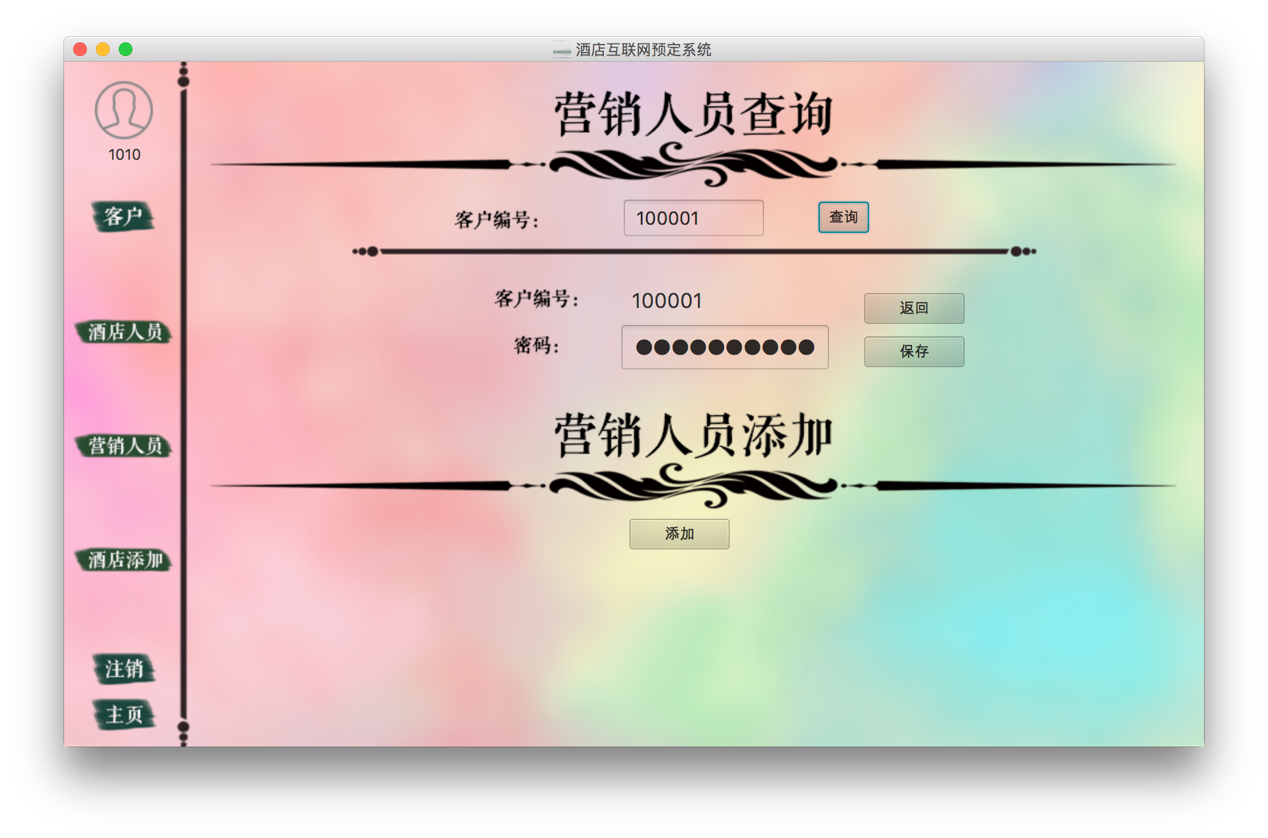 酒店互联网预定系统
1010
客户
酒店人员
营销人员
酒店添加
注销
主页
营销人员查询
客户编号: 100001 查询
客户编号: 100001 返回
密码: ●●●●●●●●●● 保存
营销人员添加
添加